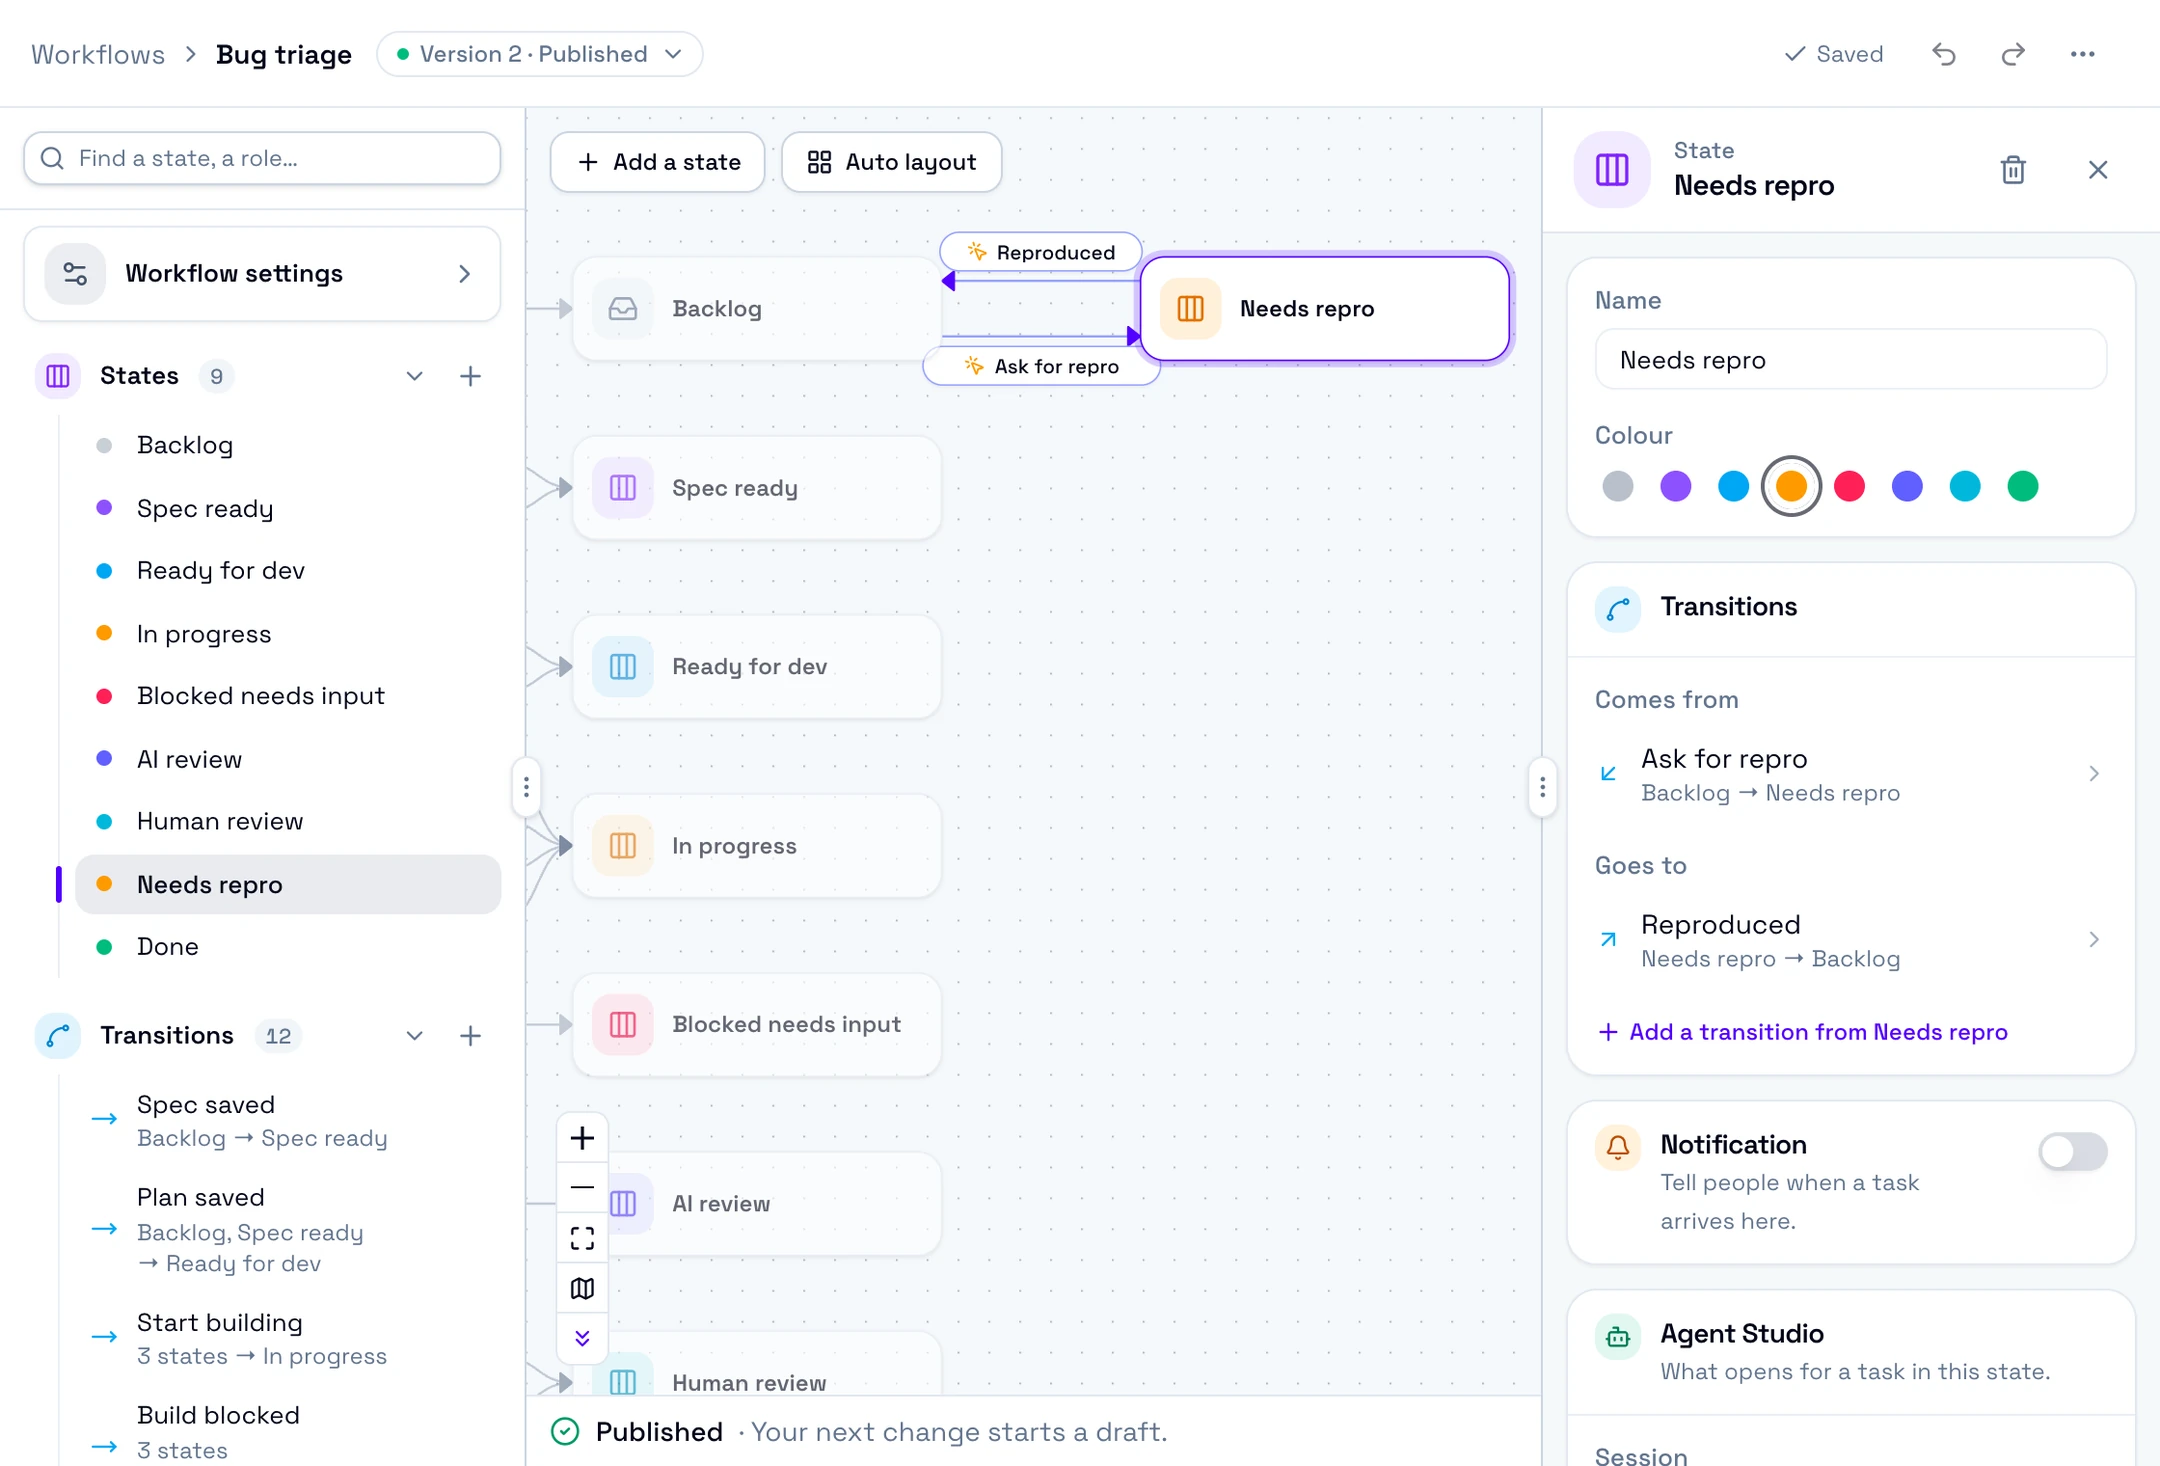 Workflows
Bug triage
Version 2 · Published
Saved
Find a state, a role...
Workflow settings
States 9
Backlog
Spec ready
Ready for dev
In progress
Blocked needs input
AI review
Human review
Needs repro
Done
Transitions 12
Spec saved
Backlog → Spec ready
Plan saved
Backlog, Spec ready
→ Ready for dev
Start building
3 states → In progress
Build blocked
3 states
Add a state
Auto layout
Reproduced
Backlog
Needs repro
Ask for repro
Spec ready
Ready for dev
In progress
Blocked needs input
AI review
Human review
Published · Your next change starts a draft.
State
Needs repro
Name
Needs repro
Colour
Transitions
Comes from
Ask for repro
Backlog → Needs repro
Goes to
Reproduced
Needs repro → Backlog
Add a transition from Needs repro
Notification
Tell people when a task
arrives here.
Agent Studio
What opens for a task in this state.
Session